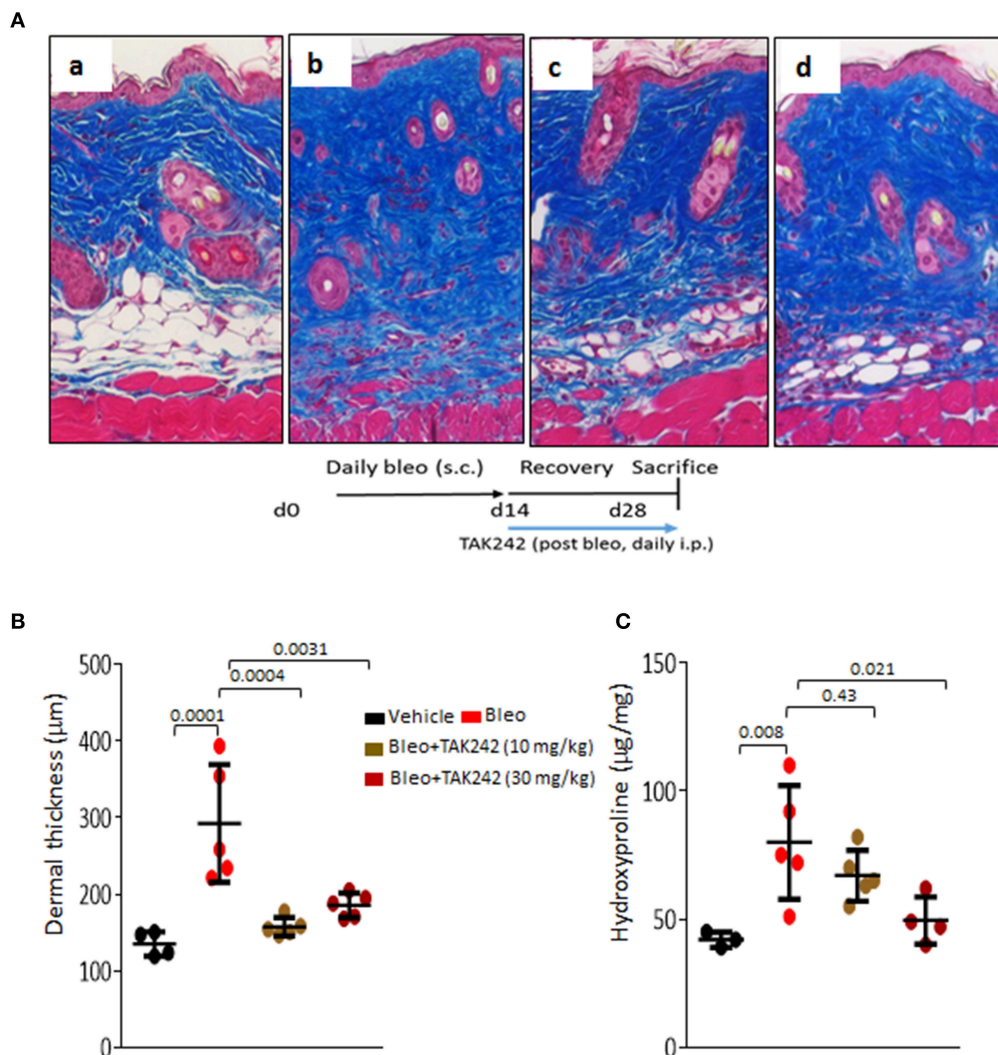 A
a b c d
Daily bleo (s.c.) Recovery Sacrifice
d0 d14 d28
TAK242 (post bleo, daily i.p.)
B
Dermal thickness (μm)
500
400
300
200
100
0
0.0031
0.0004
0.0001
Vehicle Bleo
Bleo+TAK242 (10 mg/kg)
Bleo+TAK242 (30 mg/kg)
C
Hydroxyproline (μg/mg)
150
100
50
0
0.021
0.43
0.008